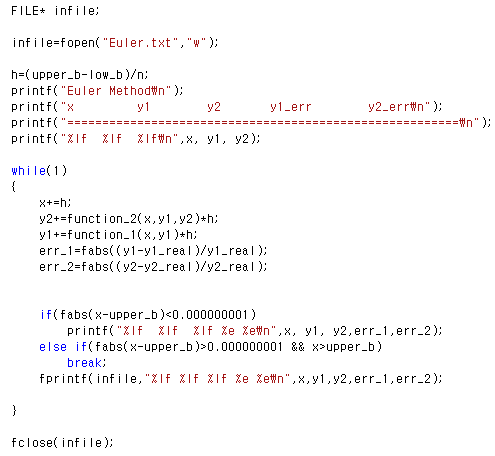 FILE* infile;
infile=fopen("Euler.txt","w");
h=(upper_b-low_b)/n;
printf("Euler Method₩n");
printf("x         y1        y2       y1_err        y2_err₩n");
printf("========================================================₩n");
printf("%lf  %lf  %lf₩n",x, y1, y2);
while(1)
{
    x+=h;
    y2+=function_2(x,y1,y2)*h;
    y1+=function_1(x,y1)*h;
    err_1=fabs((y1-y1_real)/y1_real);
    err_2=fabs((y2-y2_real)/y2_real);
    if(fabs(x-upper_b)<0.000000001)
        printf("%lf  %lf  %lf %e %e₩n",x, y1, y2,err_1,err_2);
    else if(fabs(x-upper_b)>0.000000001 && x>upper_b)
        break;
    fprintf(infile,"%lf %lf %lf %e %e₩n",x,y1,y2,err_1,err_2);
}
fclose(infile);